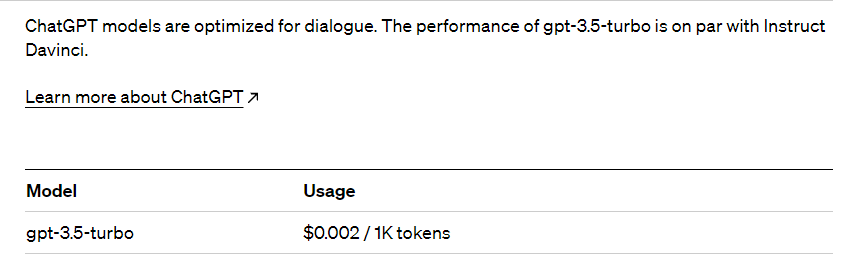 ChatGPT models are optimized for dialogue. The performance of gpt-3.5-turbo is on par with Instruct
Davinci.
Learn more about ChatGPT ↗
Model Usage
gpt-3.5-turbo $0.002 / 1K tokens